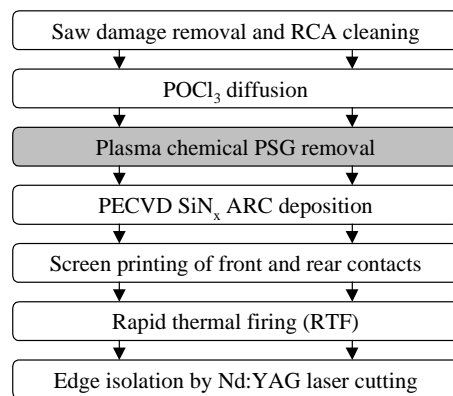 Saw damage removal and RCA cleaning
POCl₃ diffusion
Plasma chemical PSG removal
PECVD SiNₓ ARC deposition
Screen printing of front and rear contacts
Rapid thermal firing (RTF)
Edge isolation by Nd:YAG laser cutting